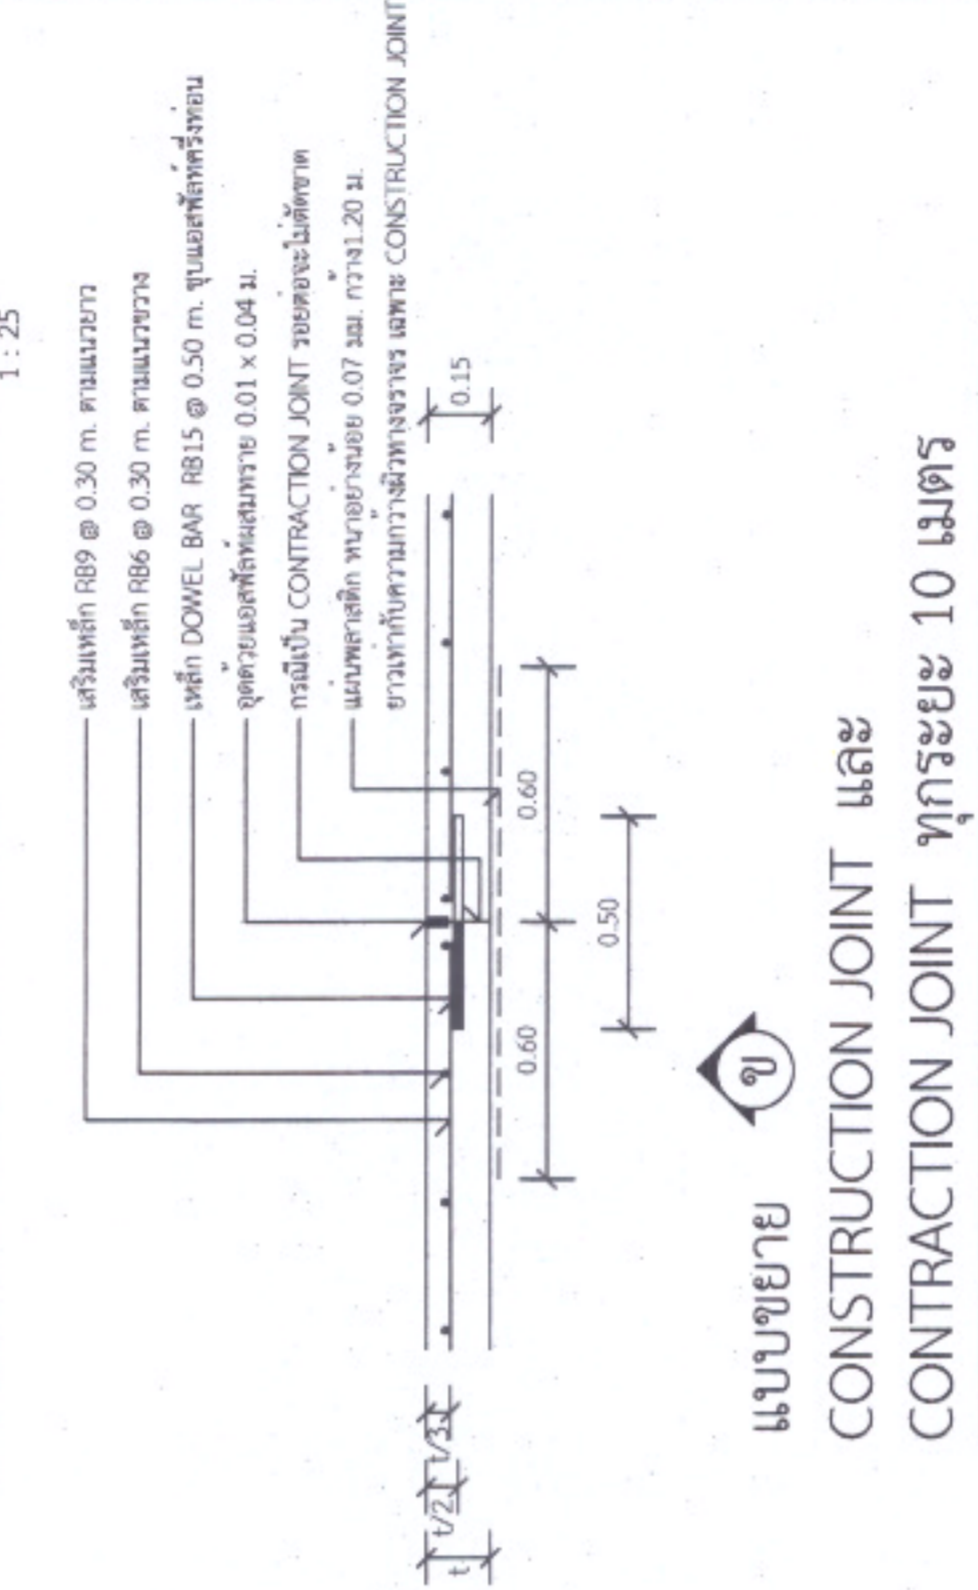 1 : 25
เสริมเหล็ก RB9 @ 0.30 m. ตามแนวยาว
เสริมเหล็ก RB6 @ 0.30 m. ตามแนวขวาง
เหล็ก DOWEL BAR RB15 @ 0.50 m. ชุบแอสฟัลท์ครึ่งท่อน
อุดด้วยแอสฟัลท์ผสมทราย 0.01 x 0.04 ม.
กรณีเป็น CONTRACTION JOINT รอยต่อจะไม่ตัดขาด
แผ่นพลาสติก หนาอย่างน้อย 0.07 มม. กว้าง1.20 ม.
ยาวเท่ากับความกว้างผิวทางจราจร เฉพาะ CONSTRUCTION JOINT
t
t/2
t/3
0.15
0.60
0.60
0.50
แบบขยาย ข
CONSTRUCTION JOINT และ
CONTRACTION JOINT ทุกระยะ 10 เมตร